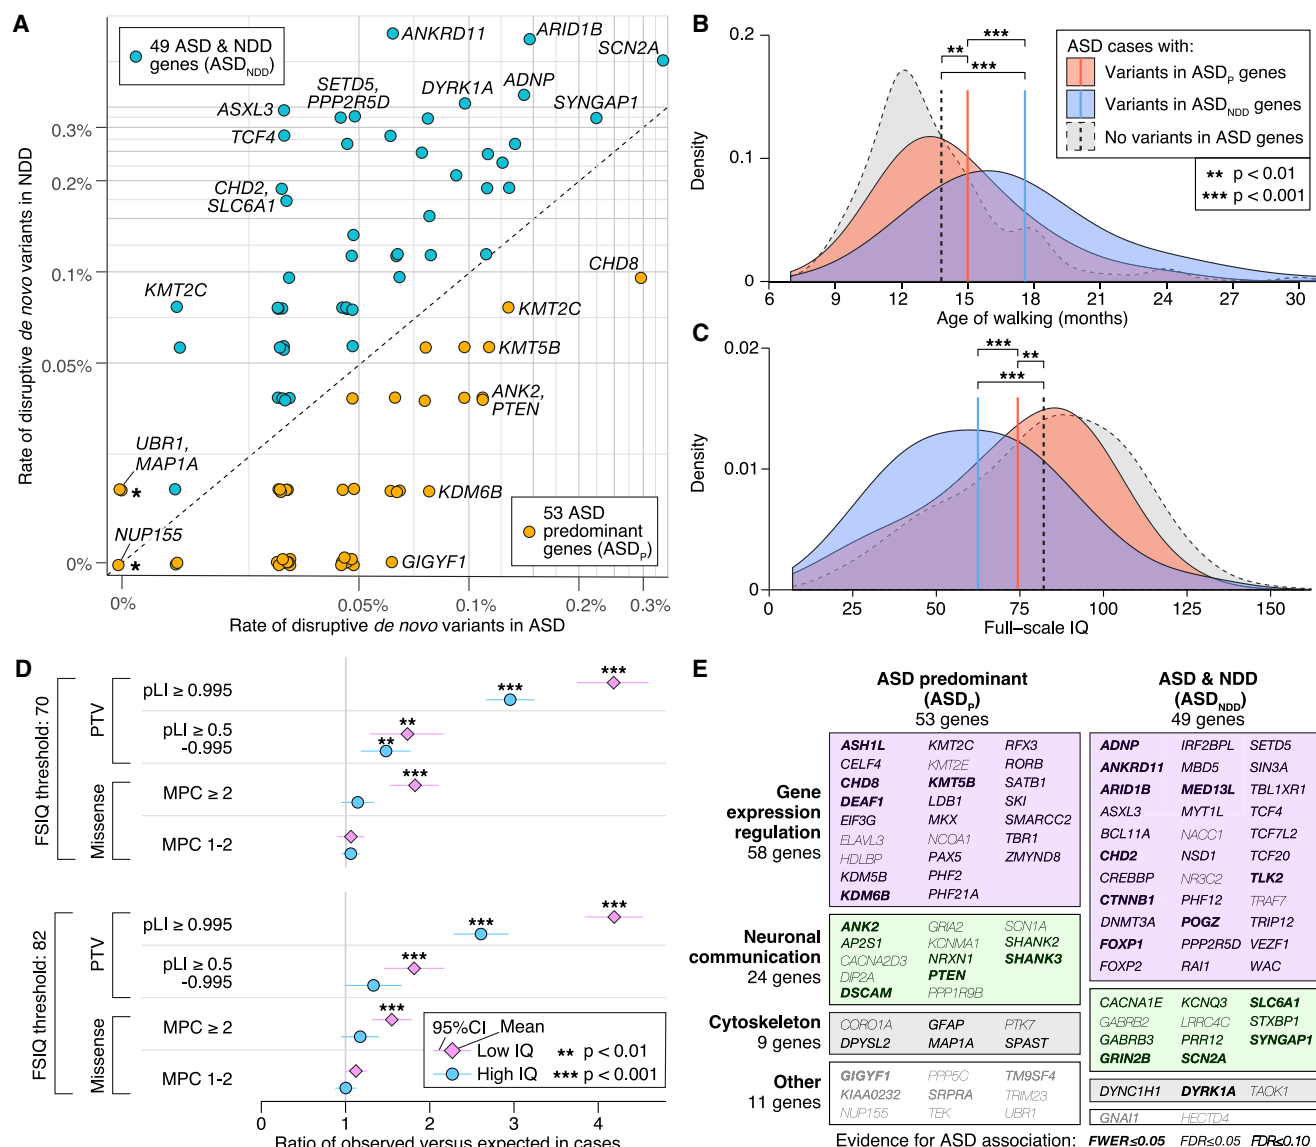 A
49 ASD & NDD
genes (ASD_NDD)
ANKRD11
ARID1B
SCN2A
SETD5,
PPP2R5D
DYRK1A
ADNP
SYNGAP1
ASXL3
TCF4
CHD2,
SLC6A1
KMT2C
CHD8
KMT2C
KMT5B
ANK2,
PTEN
UBR1,
MAP1A
*
KDM6B
NUP155
*
GIGYF1
53 ASD
predominant
genes (ASD_P)
0.3%
0.2%
0.1%
0.05%
0%
Rate of disruptive de novo variants in NDD
0%
0.05%
0.1%
0.2%
0.3%
Rate of disruptive de novo variants in ASD
B
0.2
0.1
0
Density
**
***
***
ASD cases with:
Variants in ASD_P genes
Variants in ASD_NDD genes
No variants in ASD genes
** p < 0.01
*** p < 0.001
6 9 12 15 18 21 24 27 30
Age of walking (months)
C
0.02
0.01
0
Density
***
**
***
0 25 50 75 100 125 150
Full–scale IQ
D
FSIQ threshold: 70
PTV
pLI ≥ 0.995
***
***
pLI ≥ 0.5
-0.995
**
**
Missense
MPC ≥ 2
***
MPC 1-2
FSIQ threshold: 82
PTV
pLI ≥ 0.995
***
***
pLI ≥ 0.5
-0.995
***
Missense
MPC ≥ 2
***
MPC 1-2
95%CI Mean
Low IQ ** p < 0.01
High IQ *** p < 0.001
0 1 2 3 4
Ratio of observed versus expected in cases
E
ASD predominant
(ASD_P)
53 genes
ASD & NDD
(ASD_NDD)
49 genes
Gene
expression
regulation
58 genes
ASH1L KMT2C RFX3
CELF4 KMT2E RORB
CHD8 KMT5B SATB1
DEAF1 LDB1 SKI
EIF3G MKX SMARCC2
ELAVL3 NCOA1 TBR1
HDLBP PAX5 ZMYND8
KDM5B PHF2
KDM6B PHF21A
ADNP IRF2BPL SETD5
ANKRD11 MBD5 SIN3A
ARID1B MED13L TBL1XR1
ASXL3 MYT1L TCF4
BCL11A NACC1 TCF7L2
CHD2 NSD1 TCF20
CREBBP NR3C2 TLK2
CTNNB1 PHF12 TRAF7
DNMT3A POGZ TRIP12
FOXP1 PPP2R5D VEZF1
FOXP2 RAI1 WAC
Neuronal
communication
24 genes
ANK2 GRIA2 SCN1A
AP2S1 KCNMA1 SHANK2
CACNA2D3 NRXN1 SHANK3
DIP2A PTEN
DSCAM PPP1R9B
CACNA1E KCNQ3 SLC6A1
GABRB2 LRRC4C STXBP1
GABRB3 PRR12 SYNGAP1
GRIN2B SCN2A
Cytoskeleton
9 genes
CORO1A GFAP PTK7
DPYSL2 MAP1A SPAST
DYNC1H1 DYRK1A TAOK1
Other
11 genes
GIGYF1 PPP5C TM9SF4
KIAA0232 SRPRA TRIM23
NUP155 TEK UBR1
GNAI1 HECTD4
Evidence for ASD association: FWER≤0.05 FDR≤0.05 FDR≤0.10